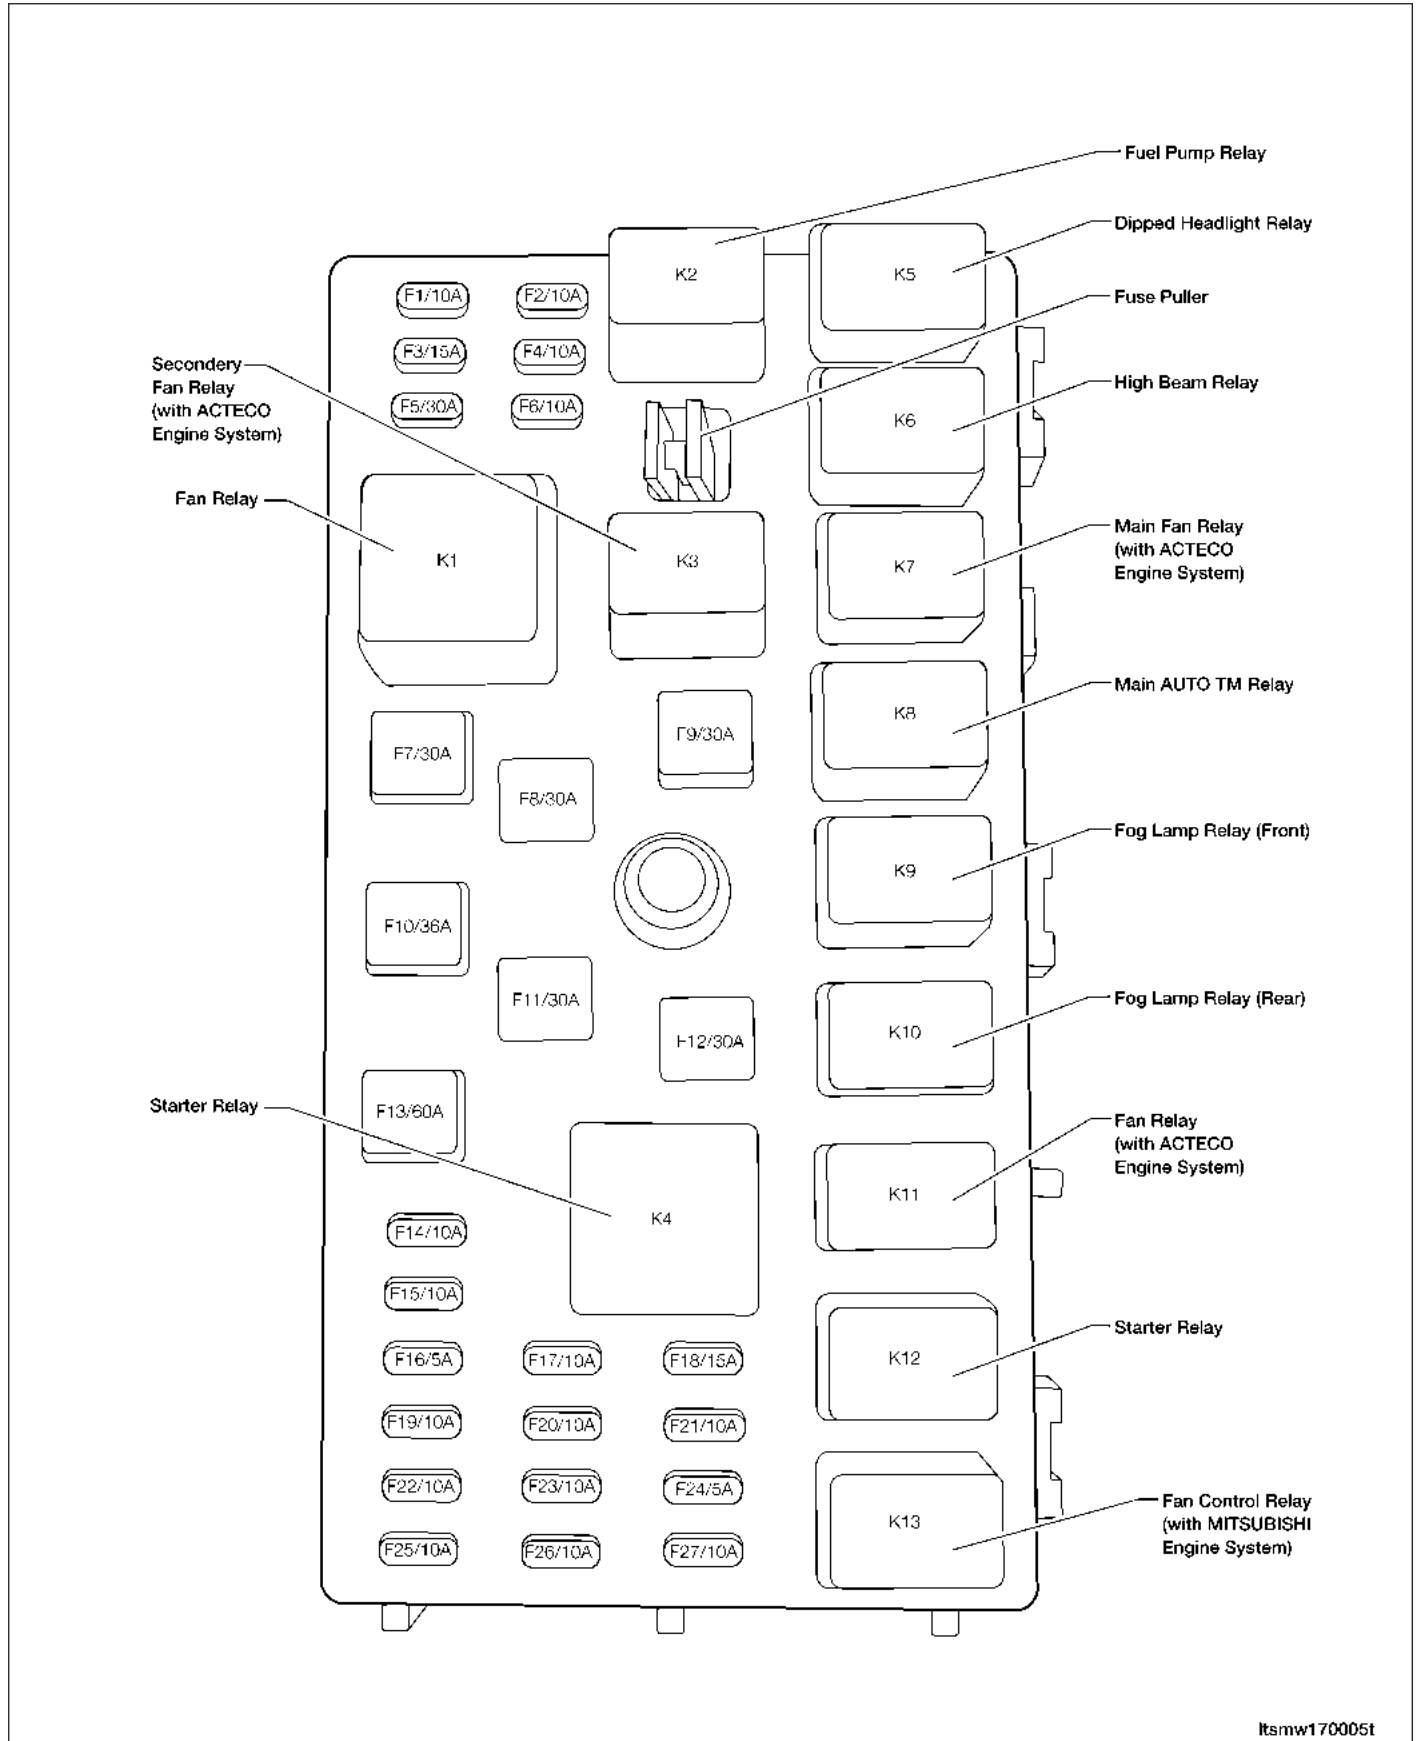 Fuel Pump Relay
Dipped Headlight Relay
Fuse Puller
High Beam Relay
Main Fan Relay
(with ACTECO
Engine System)
Main AUTO TM Relay
Fog Lamp Relay (Front)
Fog Lamp Relay (Rear)
Fan Relay
(with ACTECO
Engine System)
Starter Relay
Fan Control Relay
(with MITSUBISHI
Engine System)
Secondery
Fan Relay
(with ACTECO
Engine System)
Fan Relay
Starter Relay
K2
K5
F1/10A
F2/10A
F3/15A
F4/10A
F5/30A
F6/10A
K6
K1
K3
K7
K8
F7/30A
F8/30A
F9/30A
K9
F10/36A
F11/30A
F12/30A
K10
F13/60A
K4
K11
F14/10A
F15/10A
F16/5A
F17/10A
F18/15A
K12
F19/10A
F20/10A
F21/10A
F22/10A
F23/10A
F24/5A
K13
F25/10A
F26/10A
F27/10A
ltsmw170005t